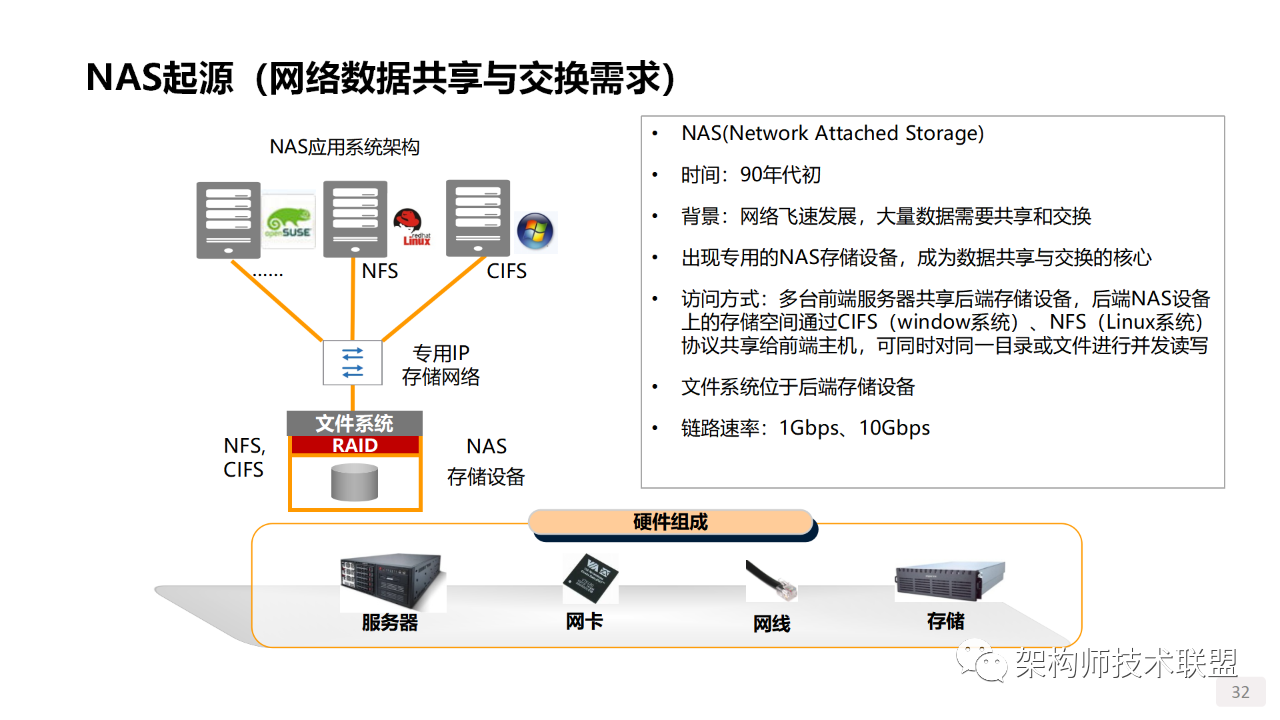 NAS起源（网络数据共享与交换需求）
NAS应用系统架构
openSUSE
redhat
Linux
......
NFS
CIFS
专用IP
存储网络
文件系统
RAID
NFS,
CIFS
NAS
存储设备
• NAS(Network Attached Storage)
• 时间：90年代初
• 背景：网络飞速发展，大量数据需要共享和交换
• 出现专用的NAS存储设备，成为数据共享与交换的核心
• 访问方式：多台前端服务器共享后端存储设备，后端NAS设备
上的存储空间通过CIFS（window系统）、NFS（Linux系统）
协议共享给前端主机，可同时对同一目录或文件进行并发读写
• 文件系统位于后端存储设备
• 链路速率：1Gbps、10Gbps
硬件组成
VIA
服务器
网卡
网线
存储
架构师技术联盟
32